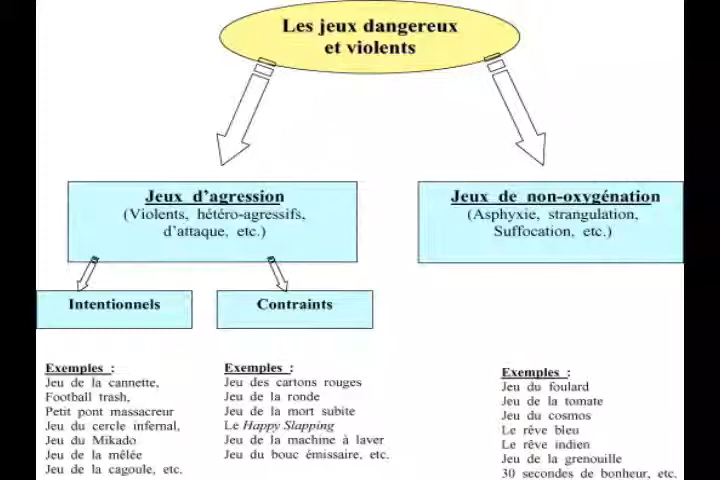 Les jeux dangereux
et violents
Jeux d'agression
(Violents, hétéro-agressifs,
d'attaque, etc.)
Jeux de non-oxygénation
(Asphyxie, strangulation,
Suffocation, etc.)
Intentionnels
Contraints
Exemples :
Jeu de la cannette,
Football trash,
Petit pont massacreur
Jeu du cercle infernal,
Jeu du Mikado
Jeu de la mêlée
Jeu de la cagoule, etc.
Exemples :
Jeu des cartons rouges
Jeu de la ronde
Jeu de la mort subite
Le Happy Slapping
Jeu de la machine à laver
Jeu du bouc émissaire, etc.
Exemples :
Jeu du foulard
Jeu de la tomate
Jeu du cosmos
Le rêve bleu
Le rêve indien
Jeu de la grenouille
30 secondes de bonheur, etc.